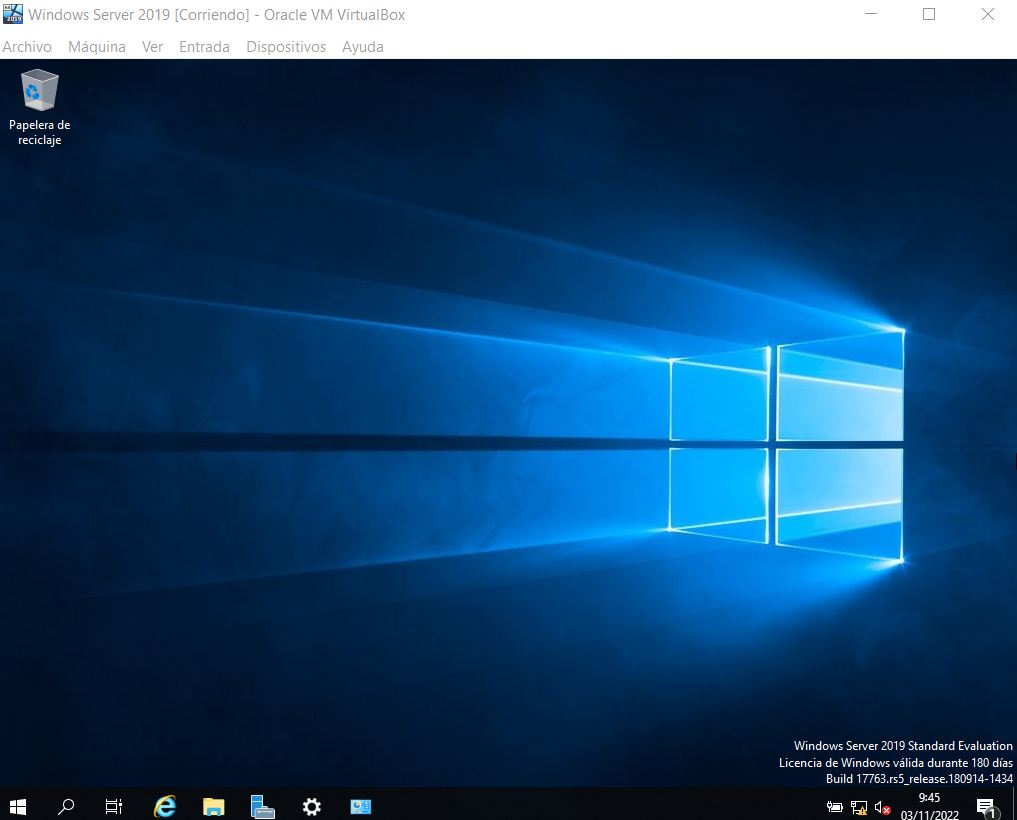 Windows Server 2019 [Corriendo] - Oracle VM VirtualBox
Archivo Máquina Ver Entrada Dispositivos Ayuda
Papelera de
reciclaje
Windows Server 2019 Standard Evaluation
Licencia de Windows válida durante 180 días
Build 17763.rs5_release.180914-1434
9:45
03/11/2022
1